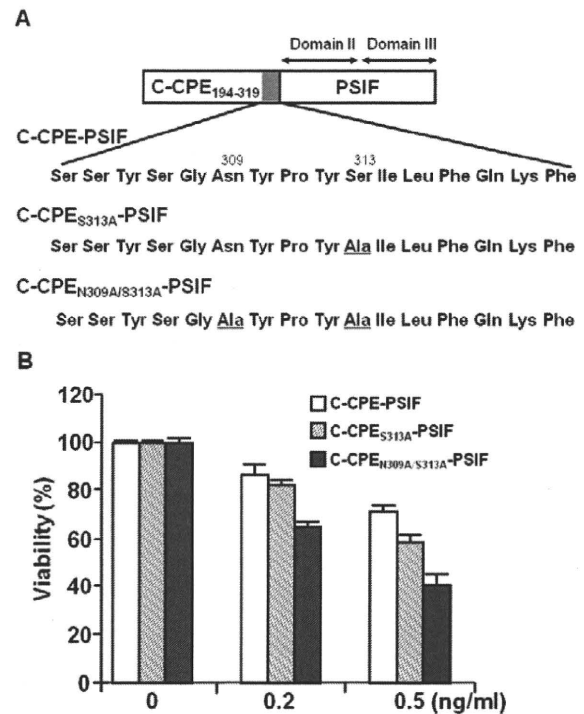 A
Domain II Domain III
C-CPE194-319 PSIF
C-CPE-PSIF
309 313
Ser Ser Tyr Ser Gly Asn Tyr Pro Tyr Ser Ile Leu Phe Gln Lys Phe
C-CPES313A-PSIF
Ser Ser Tyr Ser Gly Asn Tyr Pro Tyr Ala Ile Leu Phe Gln Lys Phe
C-CPEN309A/S313A-PSIF
Ser Ser Tyr Ser Gly Ala Tyr Pro Tyr Ala Ile Leu Phe Gln Lys Phe
B
120
100
80
60
40
20
0
Viability (%)
C-CPE-PSIF
C-CPES313A-PSIF
C-CPEN309A/S313A-PSIF
0 0.2 0.5 (ng/ml)